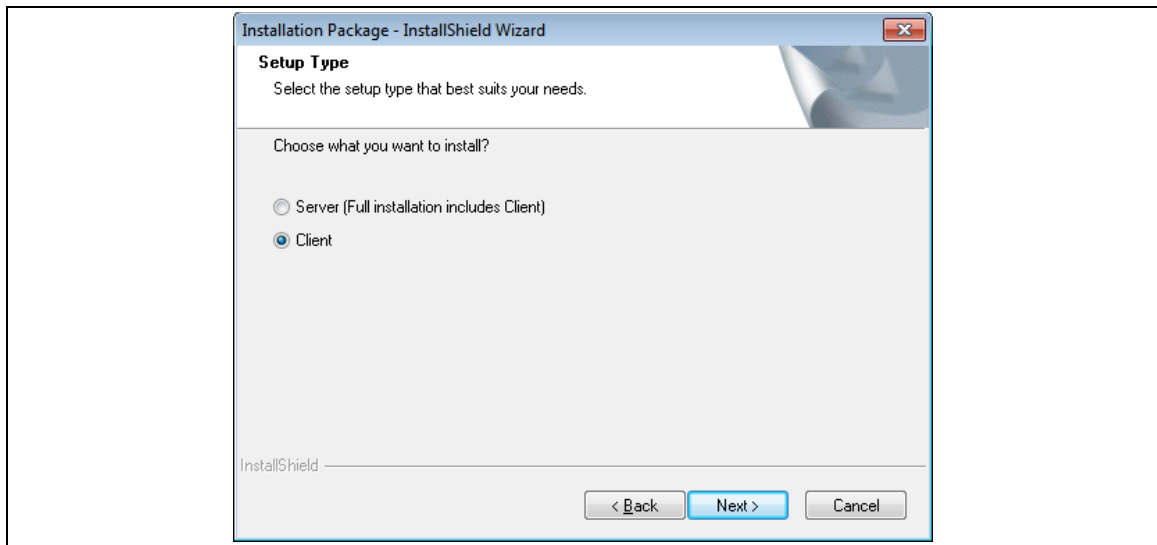 Installation Package - InstallShield Wizard
Setup Type
Select the setup type that best suits your needs.
Choose what you want to install?
Server (Full installation includes Client)
Client
InstallShield
< Back
Next >
Cancel